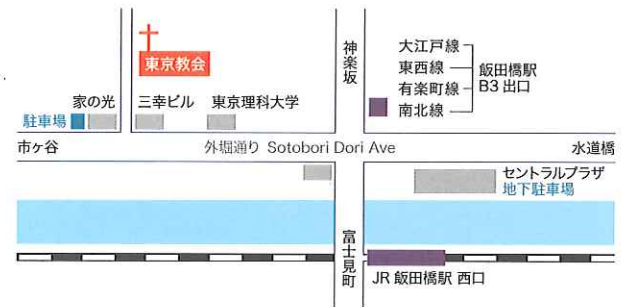 東京教会
神楽坂
大江戸線
東西線
有楽町線
南北線
飯田橋駅
B3 出口
家の光
駐車場
三幸ビル
東京理科大学
市ヶ谷
外堀通り Sotobori Dori Ave
水道橋
セントラルプラザ
地下駐車場
富士見町
JR 飯田橋駅 西口